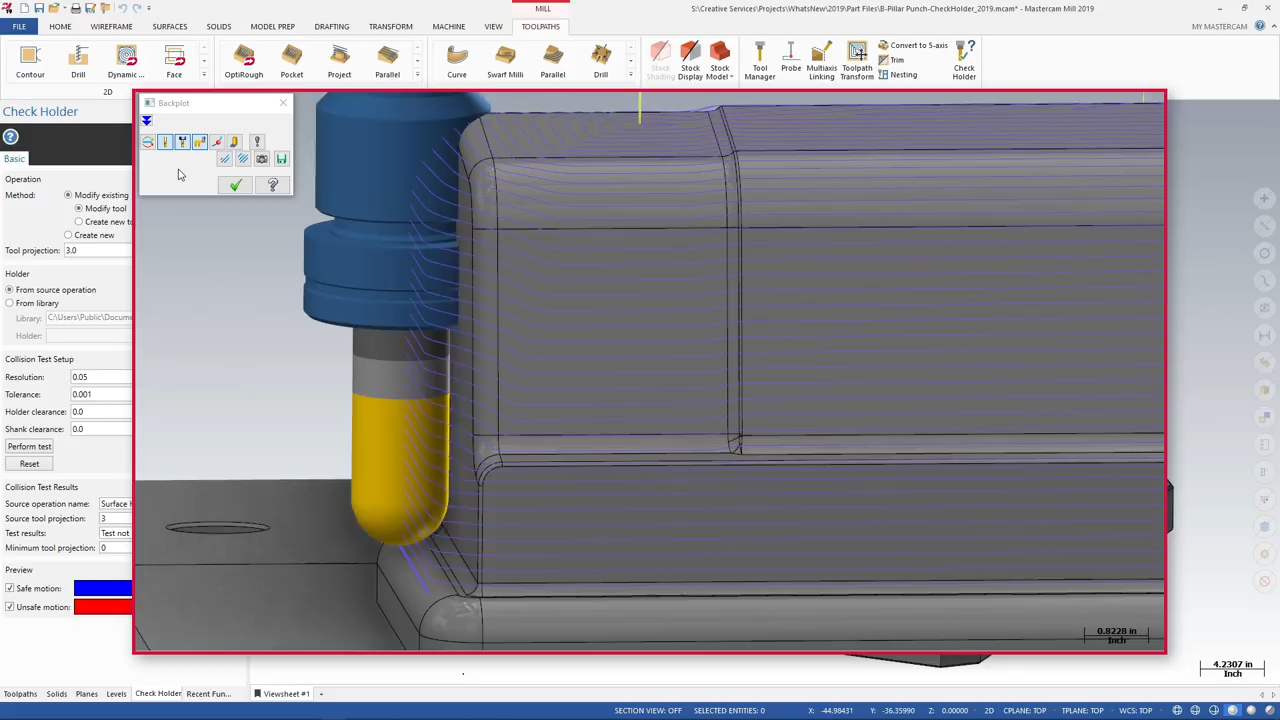 MILL
S:\Creative Services\Projects\WhatsNew\2019\Part Files\B-Pillar Punch-CheckHolder_2019.mcam* - Mastercam Mill 2019
FILE HOME WIREFRAME SURFACES SOLIDS MODEL PREP DRAFTING TRANSFORM MACHINE VIEW TOOLPATHS MY MASTERCAM
Contour Drill Dynamic ... Face OptiRough Pocket Project Parallel Curve Swarf Milli Parallel Drill
Stock Shading Stock Display Stock Model Tool Manager Probe Multiaxis Linking Toolpath Transform Convert to 5-axis Trim Nesting Check Holder
2D
Check Holder
Backplot
Basic
Operation
Method: Modify existing
Modify tool
Create new to
Create new
Tool projection: 3.0
Holder
From source operation
From library
Library: C:\Users\Public\Docume
Holder:
Collision Test Setup
Resolution: 0.05
Tolerance: 0.001
Holder clearance: 0.0
Shank clearance: 0.0
Perform test
Reset
Collision Test Results
Source operation name: Surface
Source tool projection: 3
Test results: Test not
Minimum tool projection: 0
Preview
Safe motion:
Unsafe motion:
0.8228 in
Inch
4.2307 in
Inch
Toolpaths Solids Planes Levels Check Holder Recent Fun... Viewsheet #1 +
SECTION VIEW: OFF SELECTED ENTITIES: 0 X: -44.98431 Y: -36.35990 Z: 0.00000 2D CPLANE: TOP TPLANE: TOP WCS: TOP